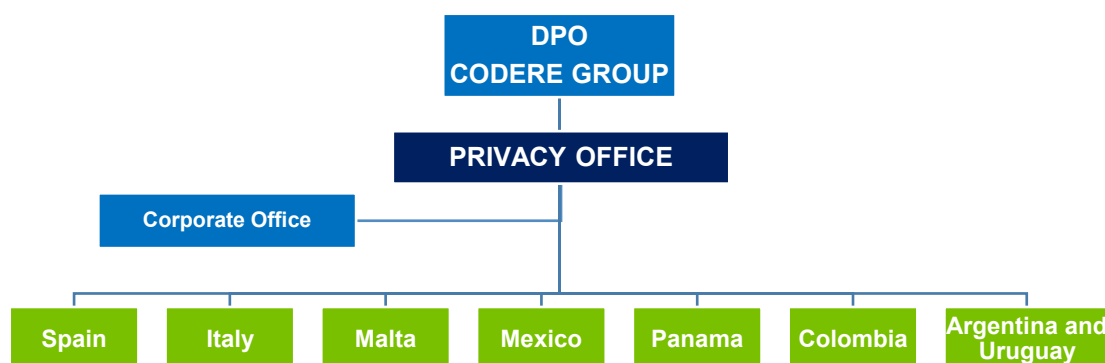 DPO
CODERE GROUP
PRIVACY OFFICE
Corporate Office
Spain
Italy
Malta
Mexico
Panama
Colombia
Argentina and
Uruguay